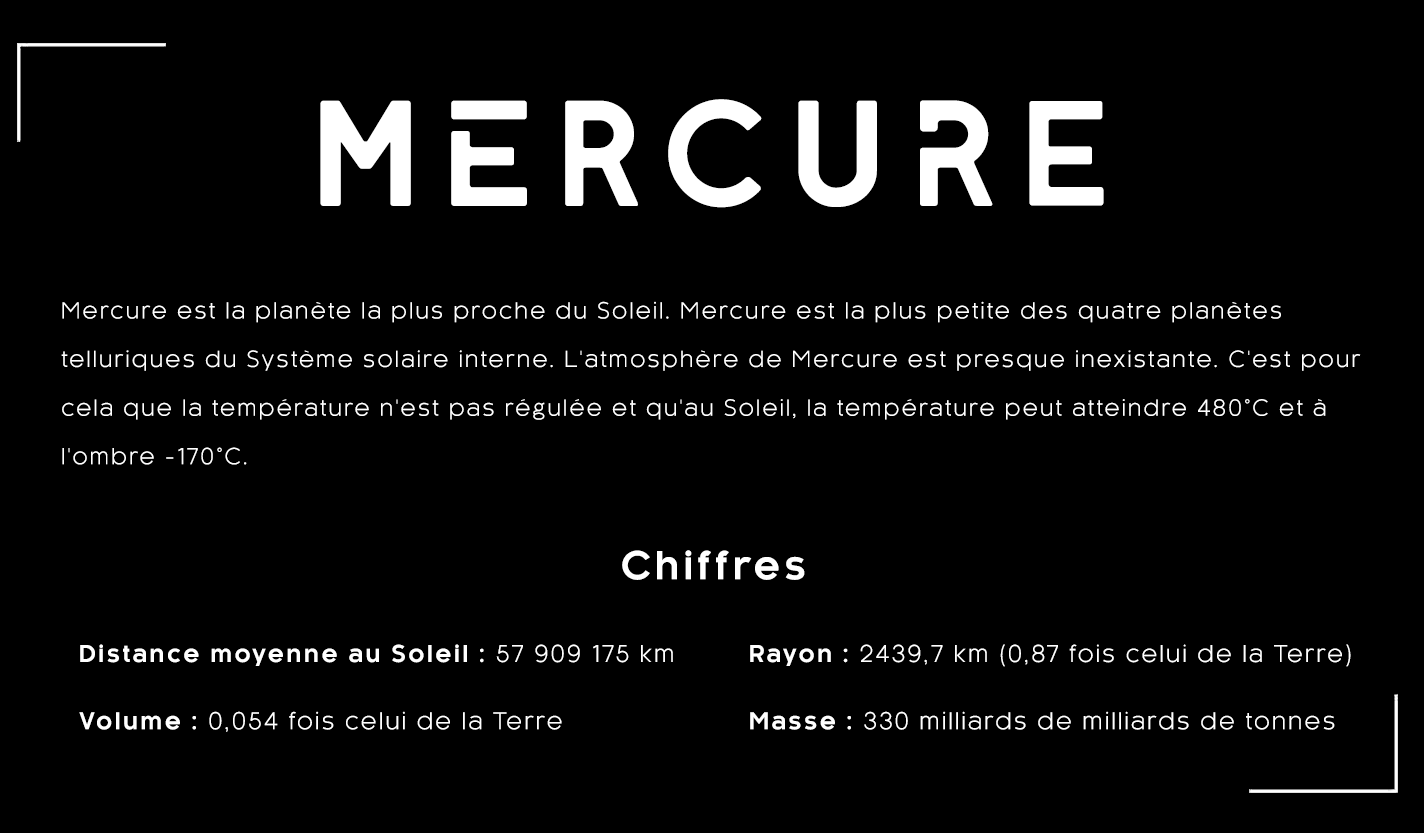 MERCURE
Mercure est la planète la plus proche du Soleil. Mercure est la plus petite des quatre planètes
telluriques du Système solaire interne. L'atmosphère de Mercure est presque inexistante. C'est pour
cela que la température n'est pas régulée et qu'au Soleil, la température peut atteindre 480°C et à
l'ombre -170°C.
Chiffres
Distance moyenne au Soleil : 57 909 175 km
Rayon : 2439,7 km (0,87 fois celui de la Terre)
Volume : 0,054 fois celui de la Terre
Masse : 330 milliards de milliards de tonnes